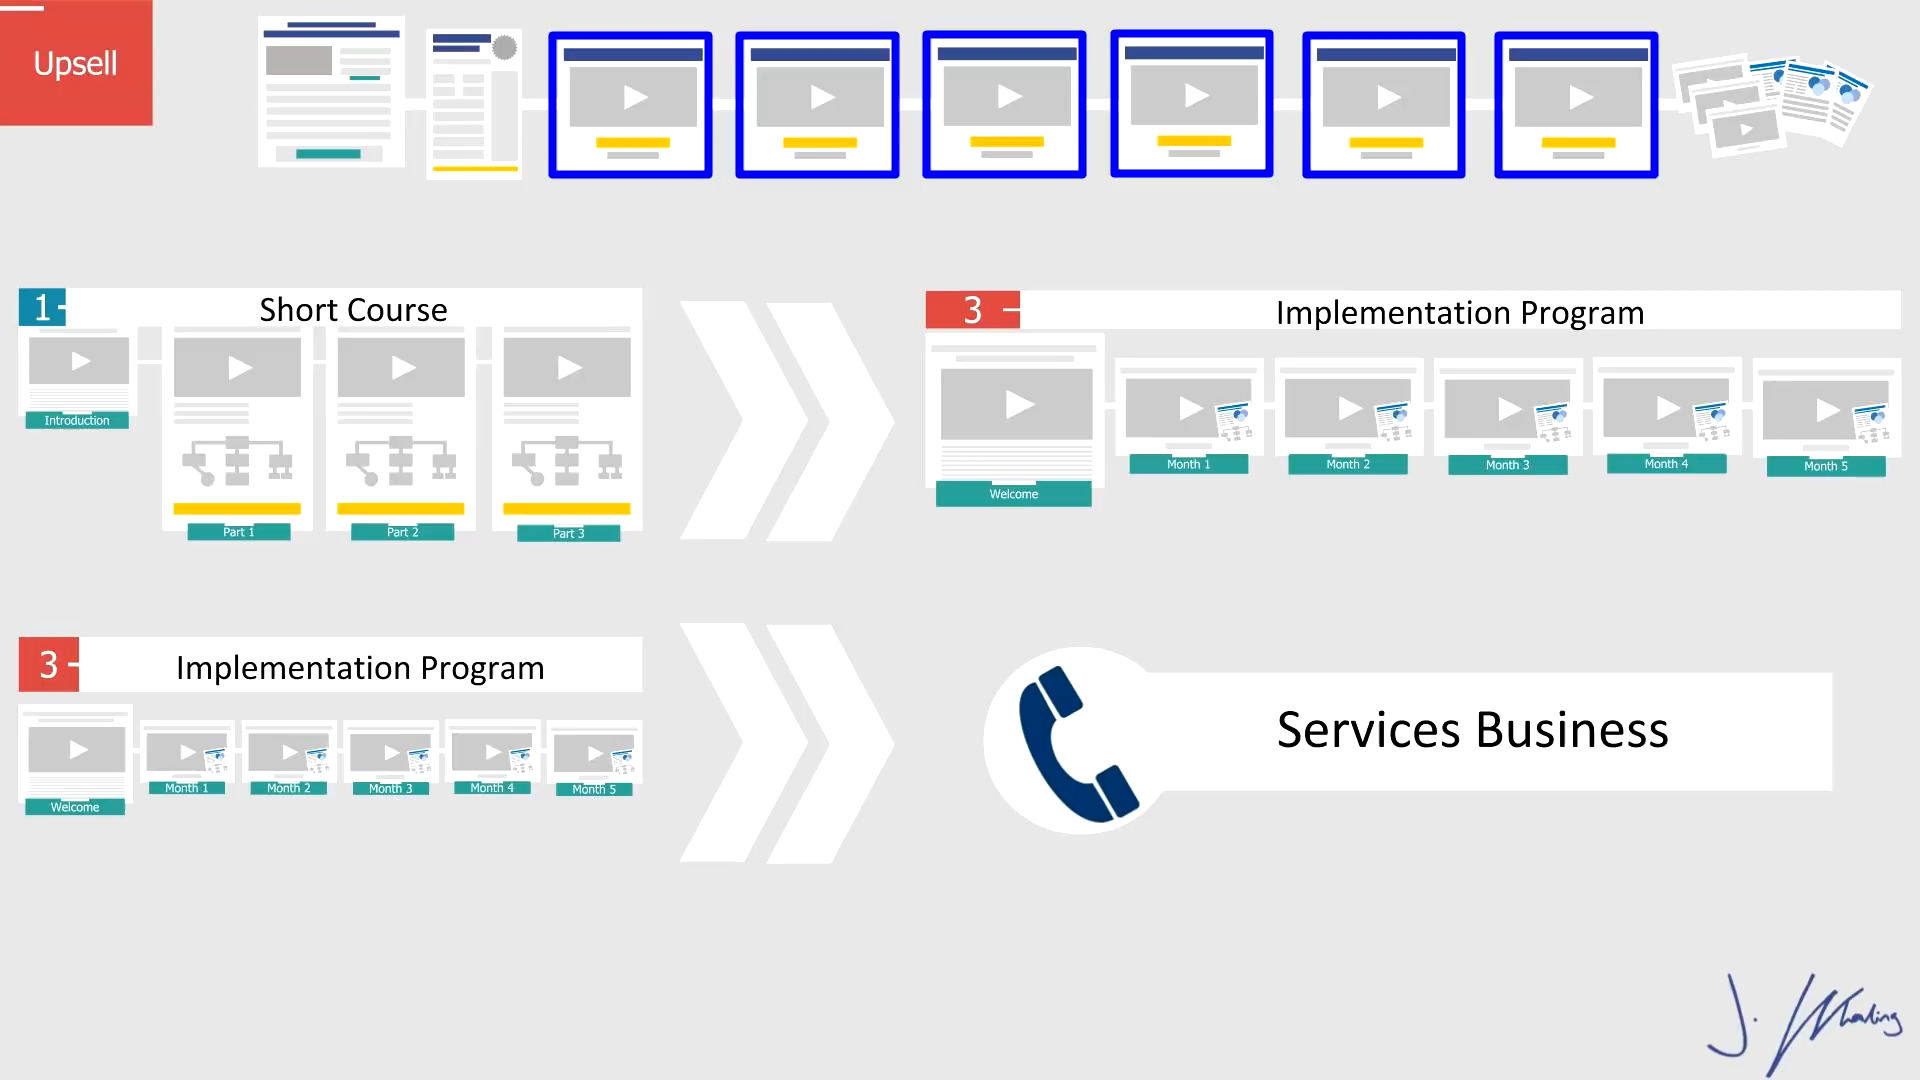 Upsell
1
Short Course
Introduction
Part 1
Part 2
Part 3
3
Implementation Program
Welcome
Month 1
Month 2
Month 3
Month 4
Month 5
3
Implementation Program
Welcome
Month 1
Month 2
Month 3
Month 4
Month 5
Services Business